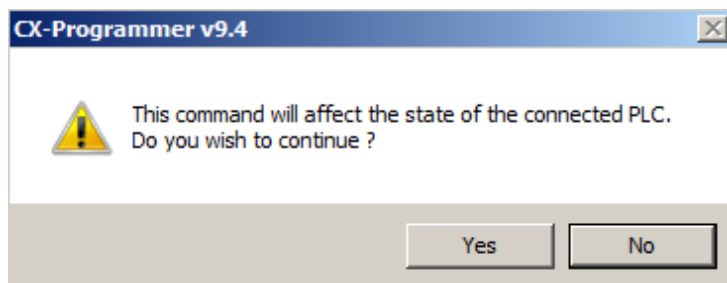 CX-Programmer v9.4
This command will affect the state of the connected PLC.
Do you wish to continue ?
Yes
No